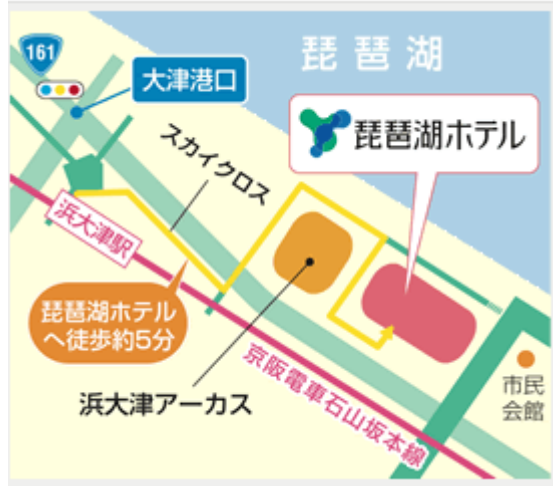 161
琵琶湖
大津港口
琵琶湖ホテル
スカイクロス
浜大津駅
琵琶湖ホテル
へ徒歩約5分
浜大津アーカス
京阪電車石山坂本線
市民
会館